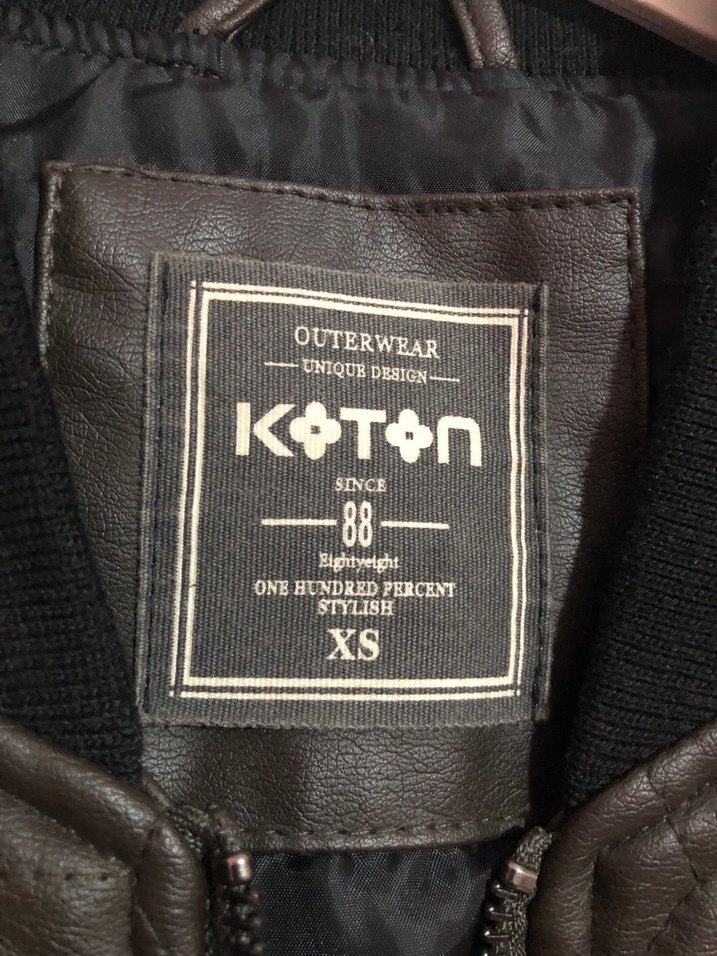 OUTERWEAR
UNIQUE DESIGN
KOTON
SINCE
88
Eightyeight
ONE HUNDRED PERCENT
STYLISH
XS